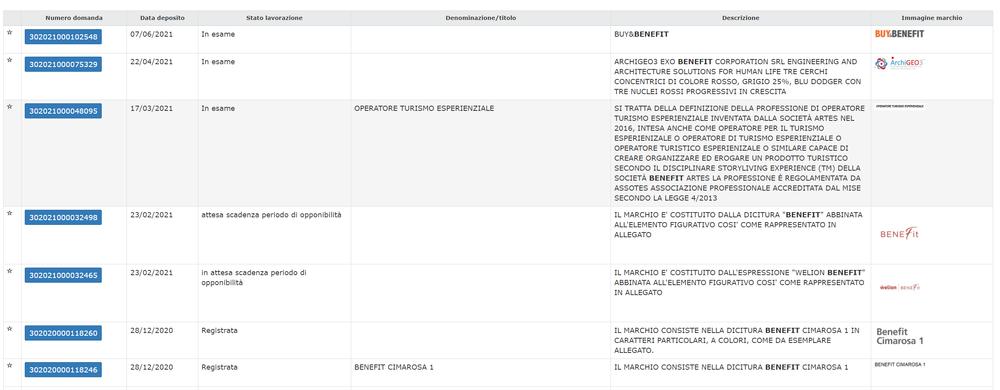 Numero domanda Data deposito Stato lavorazione Denominazione/titolo Descrizione Immagine marchio
302021000102548 07/06/2021 In esame BUY&BENEFIT BUY&BENEFIT
302021000075329 22/04/2021 In esame ARCHIGEO3 EXO BENEFIT CORPORATION SRL ENGINEERING AND ArchiGEO3
ARCHITECTURE SOLUTIONS FOR HUMAN LIFE TRE CERCHI
CONCENTRICI DI COLORE ROSSO, GRIGIO 25%, BLU DODGER CON
TRE NUCLEI ROSSI PROGRESSIVI IN CRESCITA
302021000048095 17/03/2021 In esame OPERATORE TURISMO ESPERIENZIALE SI TRATTA DELLA DEFINIZIONE DELLA PROFESSIONE DI OPERATORE OPERATORE TURISMO ESPERIENZIALE
TURISMO ESPERIENZIALE INVENTATA DALLA SOCIETÀ ARTES NEL
2016, INTESA ANCHE COME OPERATORE PER IL TURISMO
ESPERIENIZALE O OPERATORE DI TURISMO ESPERIENZIALE O
OPERATORE TURISTICO ESPERIENIZALE O SIMILARE CAPACE DI
CREARE ORGANIZZARE ED EROGARE UN PRODOTTO TURISTICO
SECONDO IL DISCIPLINARE STORYLIVING EXPERIENCE (TM) DELLA
SOCIETÀ BENEFIT ARTES LA PROFESSIONE È REGOLAMENTATA DA
ASSOTES ASSOCIAZIONE PROFESSIONALE ACCREDITATA DAL MISE
SECONDO LA LEGGE 4/2013
302021000032498 23/02/2021 attesa scadenza periodo di opponibilità IL MARCHIO E' COSTITUITO DALLA DICITURA "BENEFIT" ABBINATA
ALL'ELEMENTO FIGURATIVO COSI' COME RAPPRESENTATO IN
ALLEGATO BENEFit
302021000032465 23/02/2021 in attesa scadenza periodo di IL MARCHIO E' COSTITUITO DALL'ESPRESSIONE "WELION BENEFIT"
opponibilità ABBINATA ALL'ELEMENTO FIGURATIVO COSI' COME RAPPRESENTATO welion BENEFit
IN ALLEGATO
302020000118260 28/12/2020 Registrata IL MARCHIO CONSISTE NELLA DICITURA BENEFIT CIMAROSA 1 IN Benefit
CARATTERI PARTICOLARI, A COLORI, COME DA ESEMPLARE Cimarosa 1
ALLEGATO.
302020000118246 28/12/2020 Registrata BENEFIT CIMAROSA 1 IL MARCHIO CONSISTE NELLA DICITURA BENEFIT CIMAROSA 1 BENEFIT CIMAROSA 1